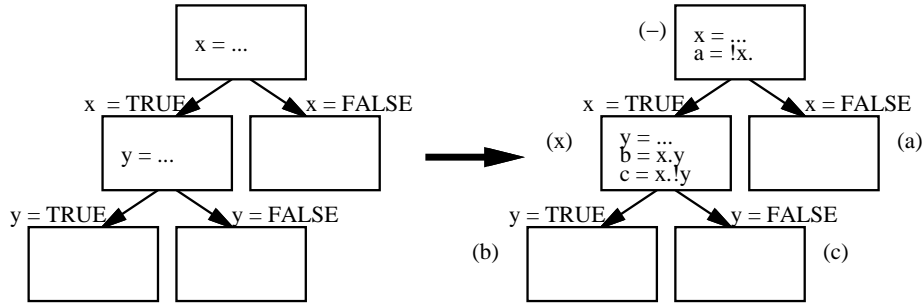 x = ...
x = TRUE
x = FALSE
y = ...
y = TRUE
y = FALSE
(−)
x = ...
a = !x.
x = TRUE
x = FALSE
(x)
y = ...
b = x.y
c = x.!y
(a)
y = TRUE
y = FALSE
(b)
(c)